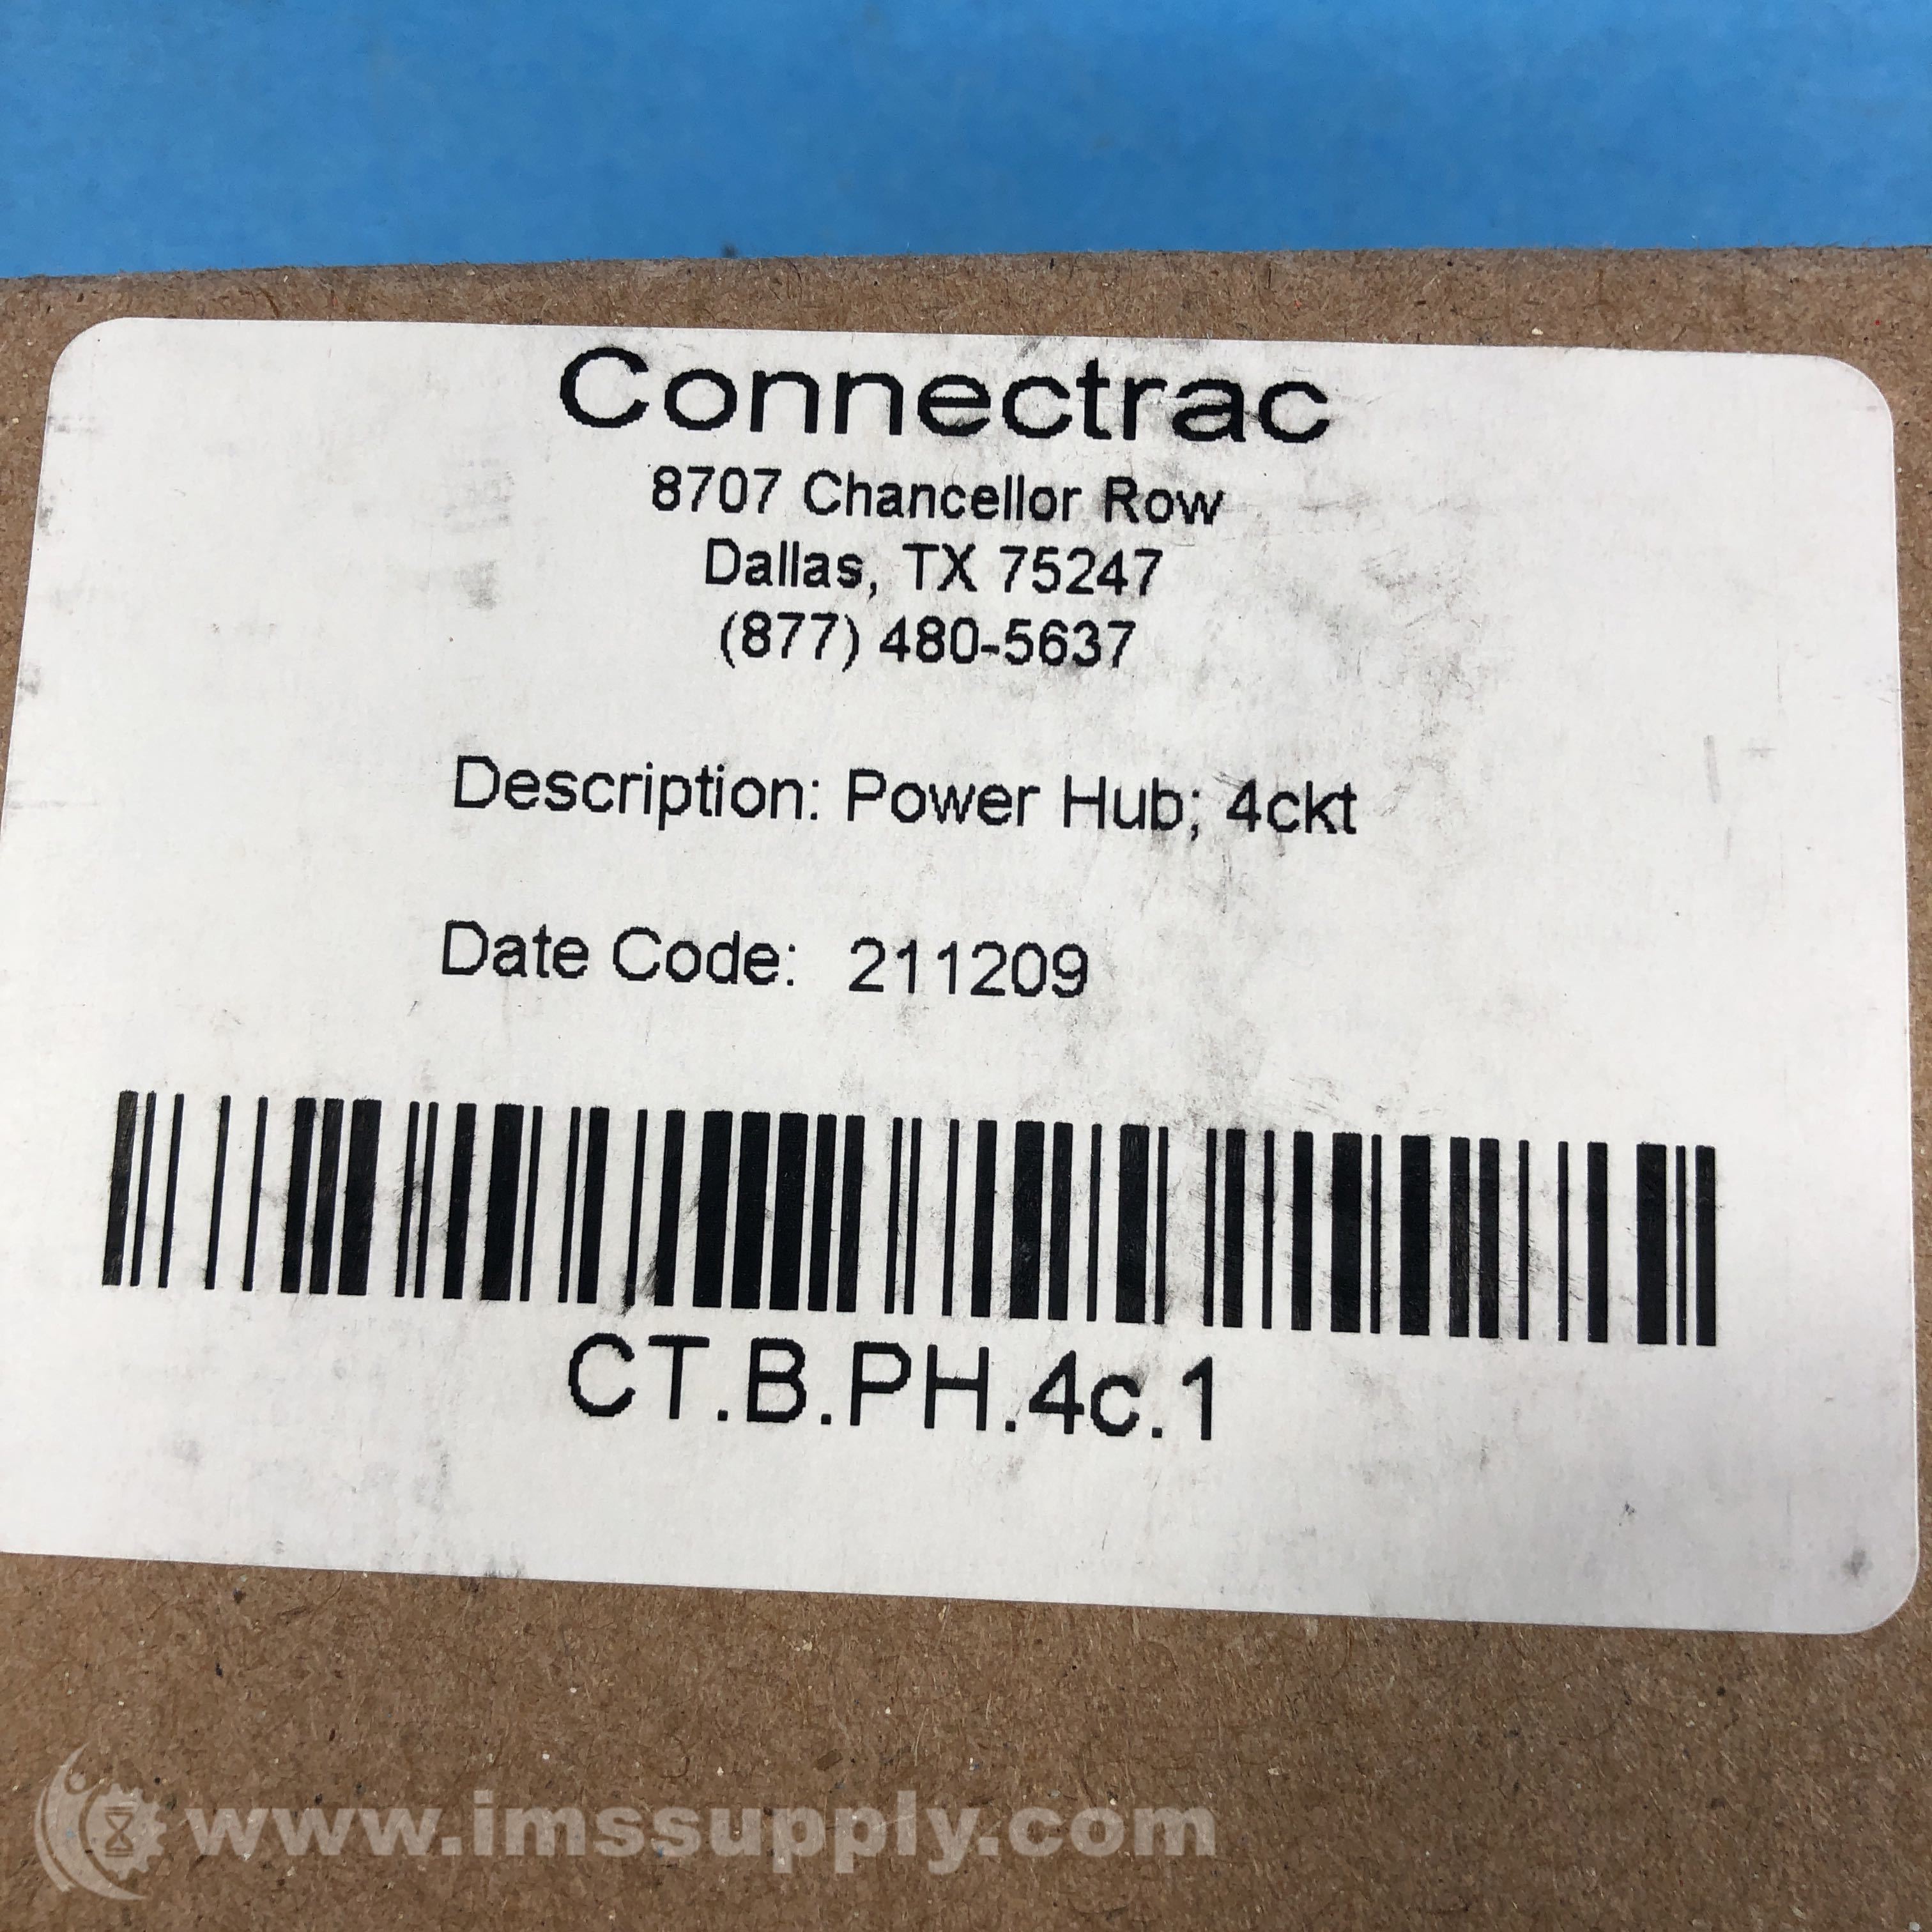 Connectrac
8707 Chancellor Row
Dallas, TX 75247
(877) 480-5637
Description: Power Hub; 4ckt
Date Code: 211209
CT.B.PH.4c.1
www.imssupply.com